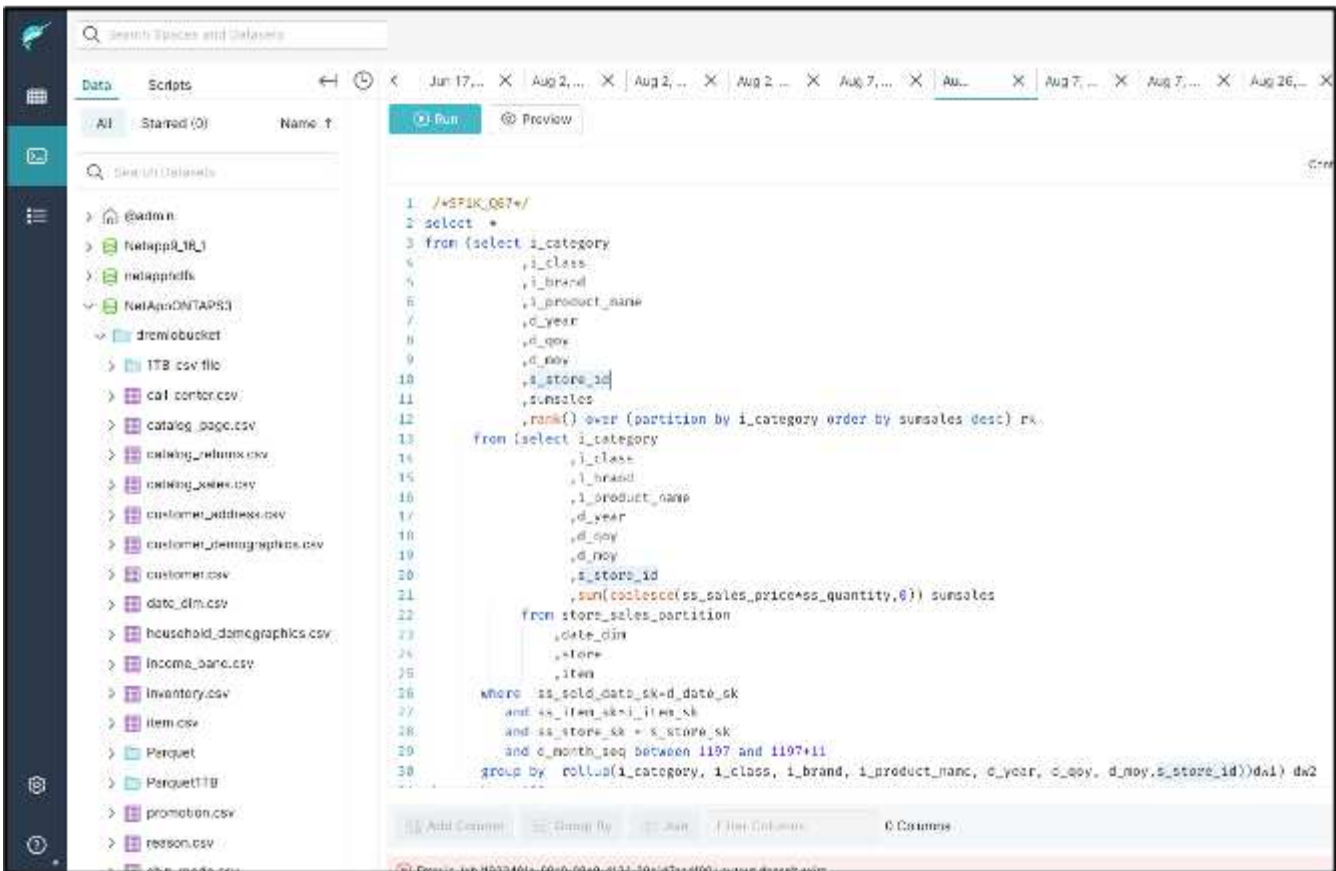 Search Spaces and Datasets
Data Scripts
Jun 17,... Aug 2, ... Aug 2, ... Aug 2 ... Aug 7, ... Au... Aug 7, ... Aug 7, ... Aug 26, ...
All Starred (0) Name
Run Preview
Search Datasets
@admin
netapphdfs
NetAppONTAPS3
dremiobucket
1TB csv file
call_center.csv
catalog_page.csv
catalog_returns.csv
catalog_sales.csv
customer_address.csv
customer_demographics.csv
customer.csv
date_dim.csv
household_demographics.csv
income_band.csv
inventory.csv
item.csv
Parquet
Parquet1TB
promotion.csv
reason.csv
1 /*SF1K_Q67*/
2 select *
3 from (select i_category
4 ,i_class
5 ,i_brand
6 ,i_product_name
7 ,d_year
8 ,d_qoy
9 ,d_moy
10 ,s_store_id
11 ,sumsales
12 ,rank() over (partition by i_category order by sumsales desc) rk
13 from (select i_category
14 ,i_class
15 ,i_brand
16 ,i_product_name
17 ,d_year
18 ,d_qoy
19 ,d_moy
20 ,s_store_id
21 ,sum(coalesce(ss_sales_price*ss_quantity,0)) sumsales
22 from store_sales_partition
23 ,date_dim
24 ,store
25 ,item
26 where ss_sold_date_sk=d_date_sk
27 and ss_item_sk=i_item_sk
28 and ss_store_sk = s_store_sk
29 and d_month_seq between 1197 and 1197+11
30 group by rollup(i_category, i_class, i_brand, i_product_name, d_year, d_qoy, d_moy,s_store_id))dw1) dw2
Add Column Group By Join Filter Columns 0 Columns